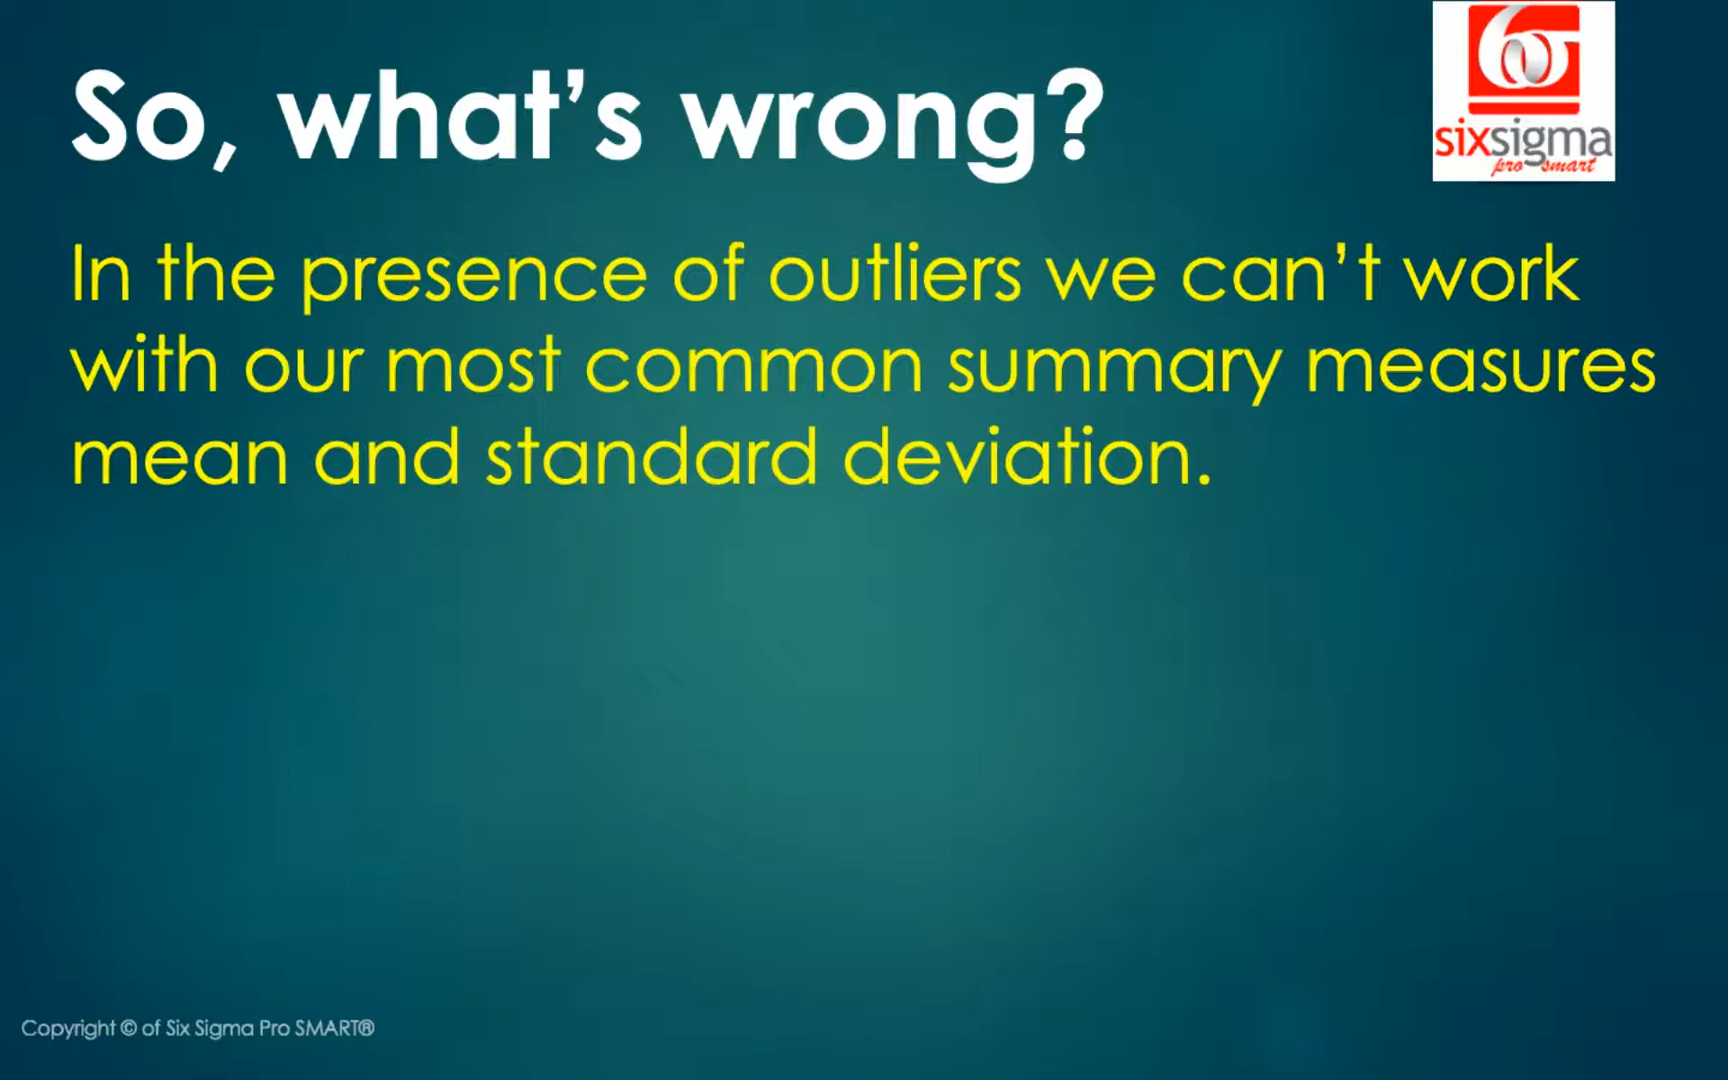 So, what’s wrong?
sixsigma
pro smart
In the presence of outliers we can’t work
with our most common summary measures
mean and standard deviation.
Copyright © of Six Sigma Pro SMART®